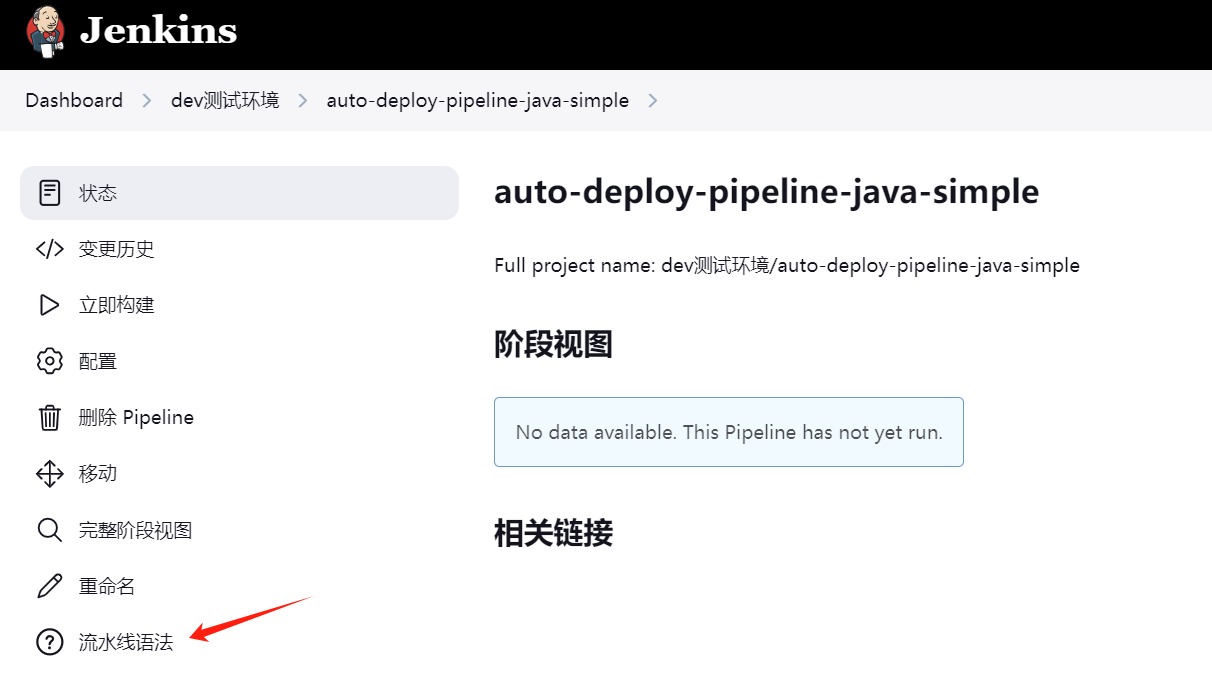 Jenkins
Dashboard > dev测试环境 > auto-deploy-pipeline-java-simple >
状态
变更历史
立即构建
配置
删除 Pipeline
移动
完整阶段视图
重命名
流水线语法
auto-deploy-pipeline-java-simple
Full project name: dev测试环境/auto-deploy-pipeline-java-simple
阶段视图
No data available. This Pipeline has not yet run.
相关链接